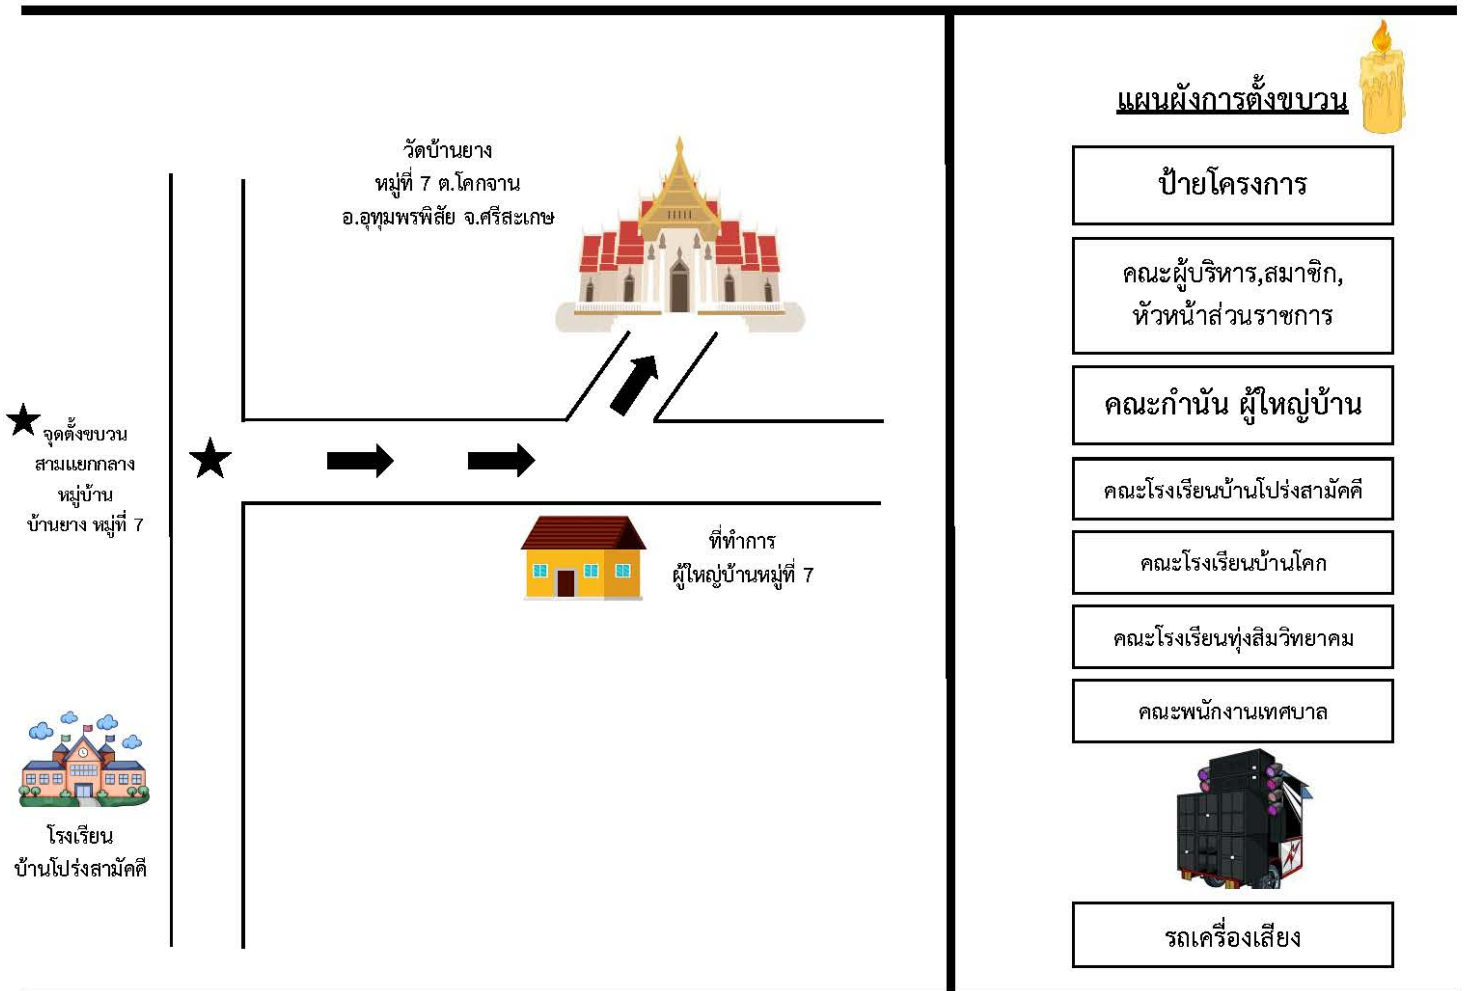 วัดบ้านยาง
หมู่ที่ 7 ต.โคกจาน
อ.อุทุมพรพิสัย จ.ศรีสะเกษ
จุดตั้งขบวน
สามแยกกลาง
หมู่บ้าน
บ้านยาง หมู่ที่ 7
ที่ทำการ
ผู้ใหญ่บ้านหมู่ที่ 7
โรงเรียน
บ้านโปร่งสามัคคี
แผนผังการตั้งขบวน
ป้ายโครงการ
คณะผู้บริหาร,สมาชิก,
หัวหน้าส่วนราชการ
คณะกำนัน ผู้ใหญ่บ้าน
คณะโรงเรียนบ้านโปร่งสามัคคี
คณะโรงเรียนบ้านโคก
คณะโรงเรียนทุ่งสิมวิทยาคม
คณะพนักงานเทศบาล
รถเครื่องเสียง